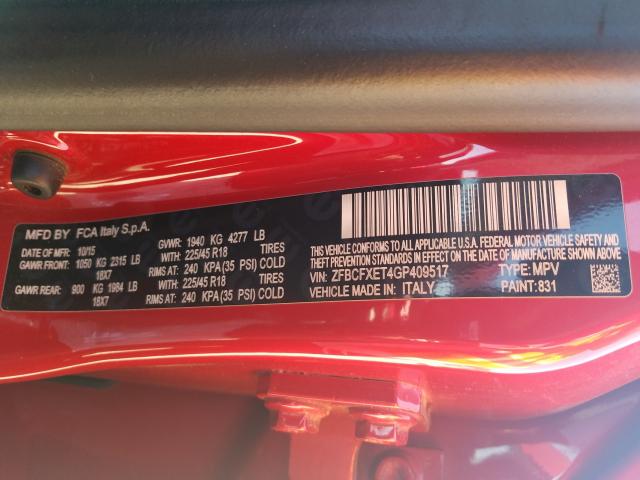 MFD BY FCA Italy S.p.A.
DATE OF MFR: 10/15 GVWR: 1940 KG 4277 LB
GAWR FRONT: 1050 KG 2315 LB WITH: 225/45 R18 TIRES
18X7 RIMS AT: 240 KPA (35 PSI) COLD
GAWR REAR: 900 KG 1984 LB WITH: 225/45 R18 TIRES
18X7 RIMS AT: 240 KPA (35 PSI) COLD
THIS VEHICLE CONFORMS TO ALL APPLICABLE U.S.A. FEDERAL MOTOR VEHICLE
SAFETY, BUMPER AND THEFT PREVENTION STANDARDS IN EFFECT ON THE DATE OF MANUFACTURE SHOWN ABOVE.
VIN: ZFBCFXET4GP409517 TYPE: MPV
VEHICLE MADE IN: ITALY PAINT: 831